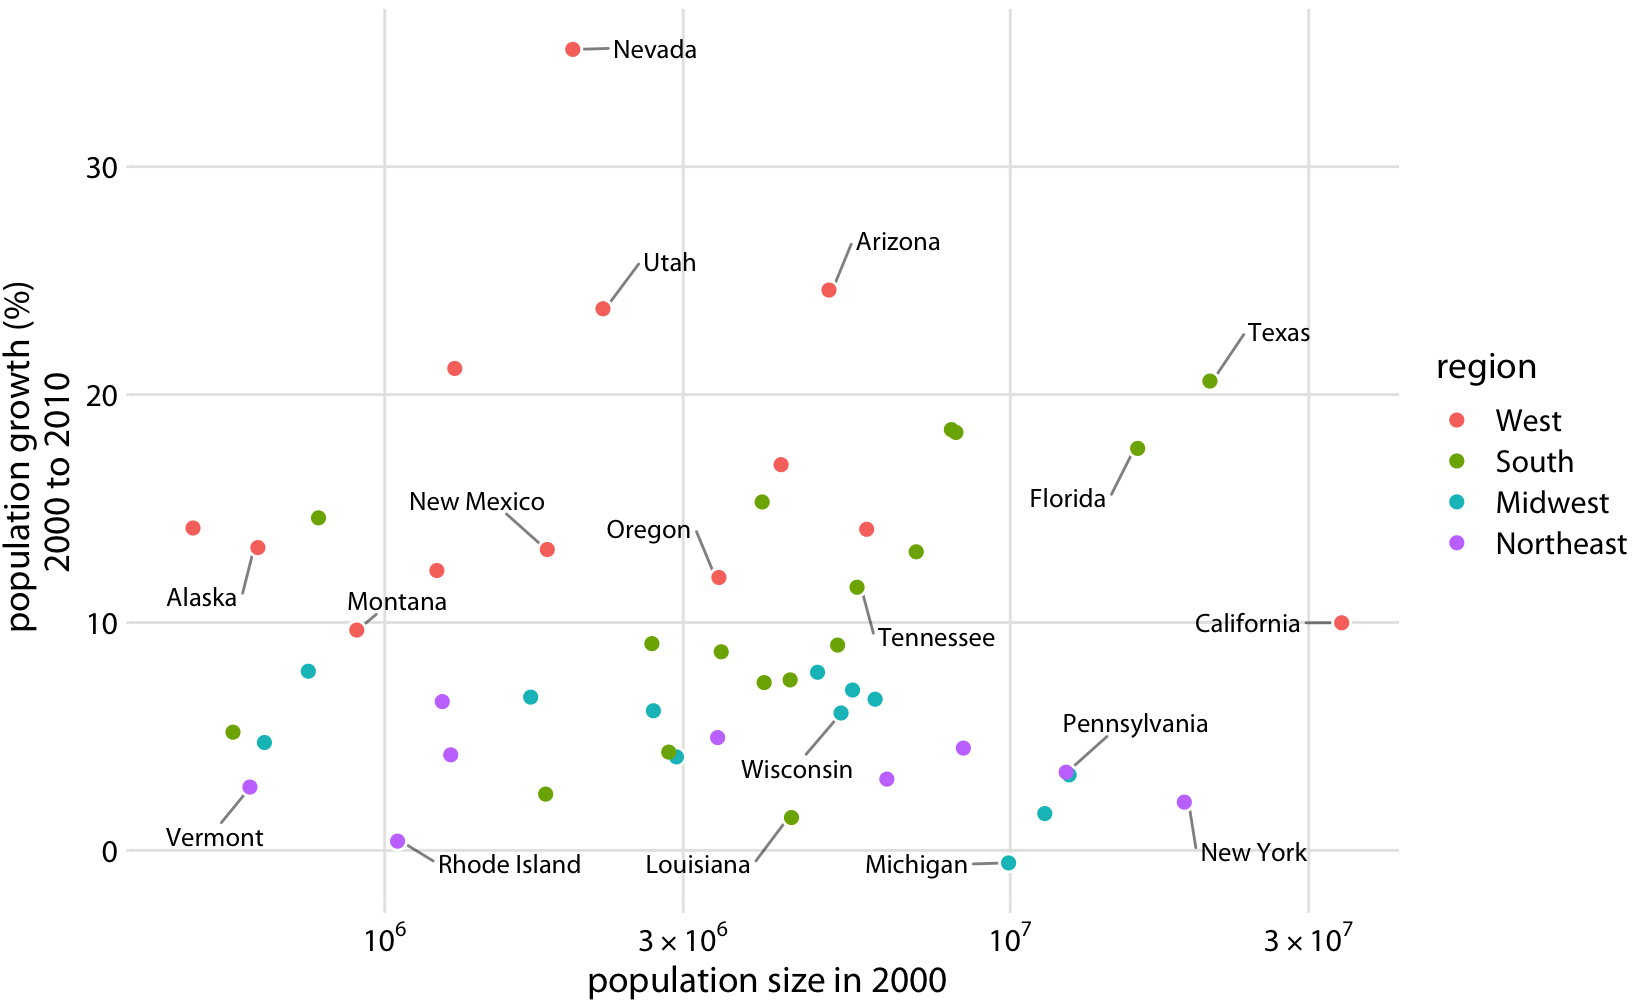 Nevada
30
Arizona
Utah
Texas
population growth (%)
2000 to 2010
region
20
West
South
Florida
New Mexico
Midwest
Oregon
Northeast
Alaska
Montana
10
California
Tennessee
Pennsylvania
Wisconsin
Vermont
0
Rhode Island
Louisiana
Michigan
New York
10⁶
3 × 10⁶
10⁷
3 × 10⁷
population size in 2000